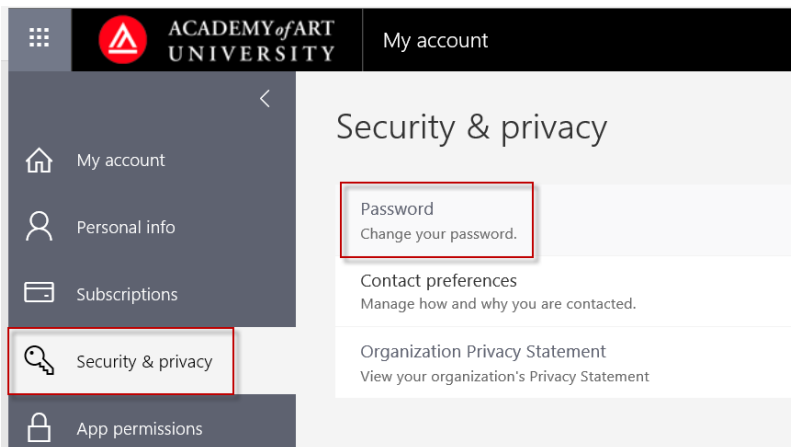 ACADEMY of ART
UNIVERSITY
My account
My account
Personal info
Subscriptions
Security & privacy
App permissions
Security & privacy
Password
Change your password.
Contact preferences
Manage how and why you are contacted.
Organization Privacy Statement
View your organization's Privacy Statement